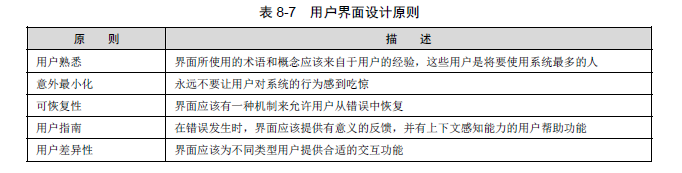 表 8-7 用户界面设计原则
原 则 描 述
用户熟悉 界面所使用的术语和概念应该来自于用户的经验，这些用户是将要使用系统最多的人
意外最小化 永远不要让用户对系统的行为感到吃惊
可恢复性 界面应该有一种机制来允许用户从错误中恢复
用户指南 在错误发生时，界面应该提供有意义的反馈，并有上下文感知能力的用户帮助功能
用户差异性 界面应该为不同类型用户提供合适的交互功能